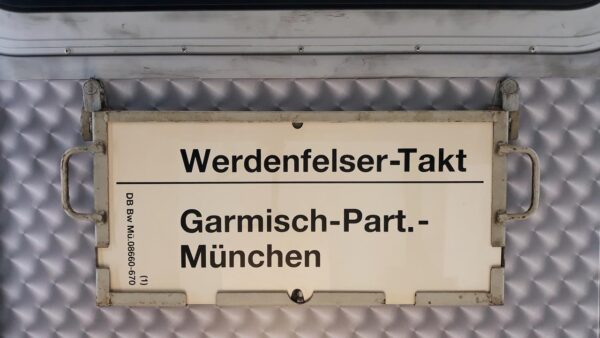 Werdenfelser-Takt
Garmisch-Part.-
München
DB Bw Mü.08660-670
(1)